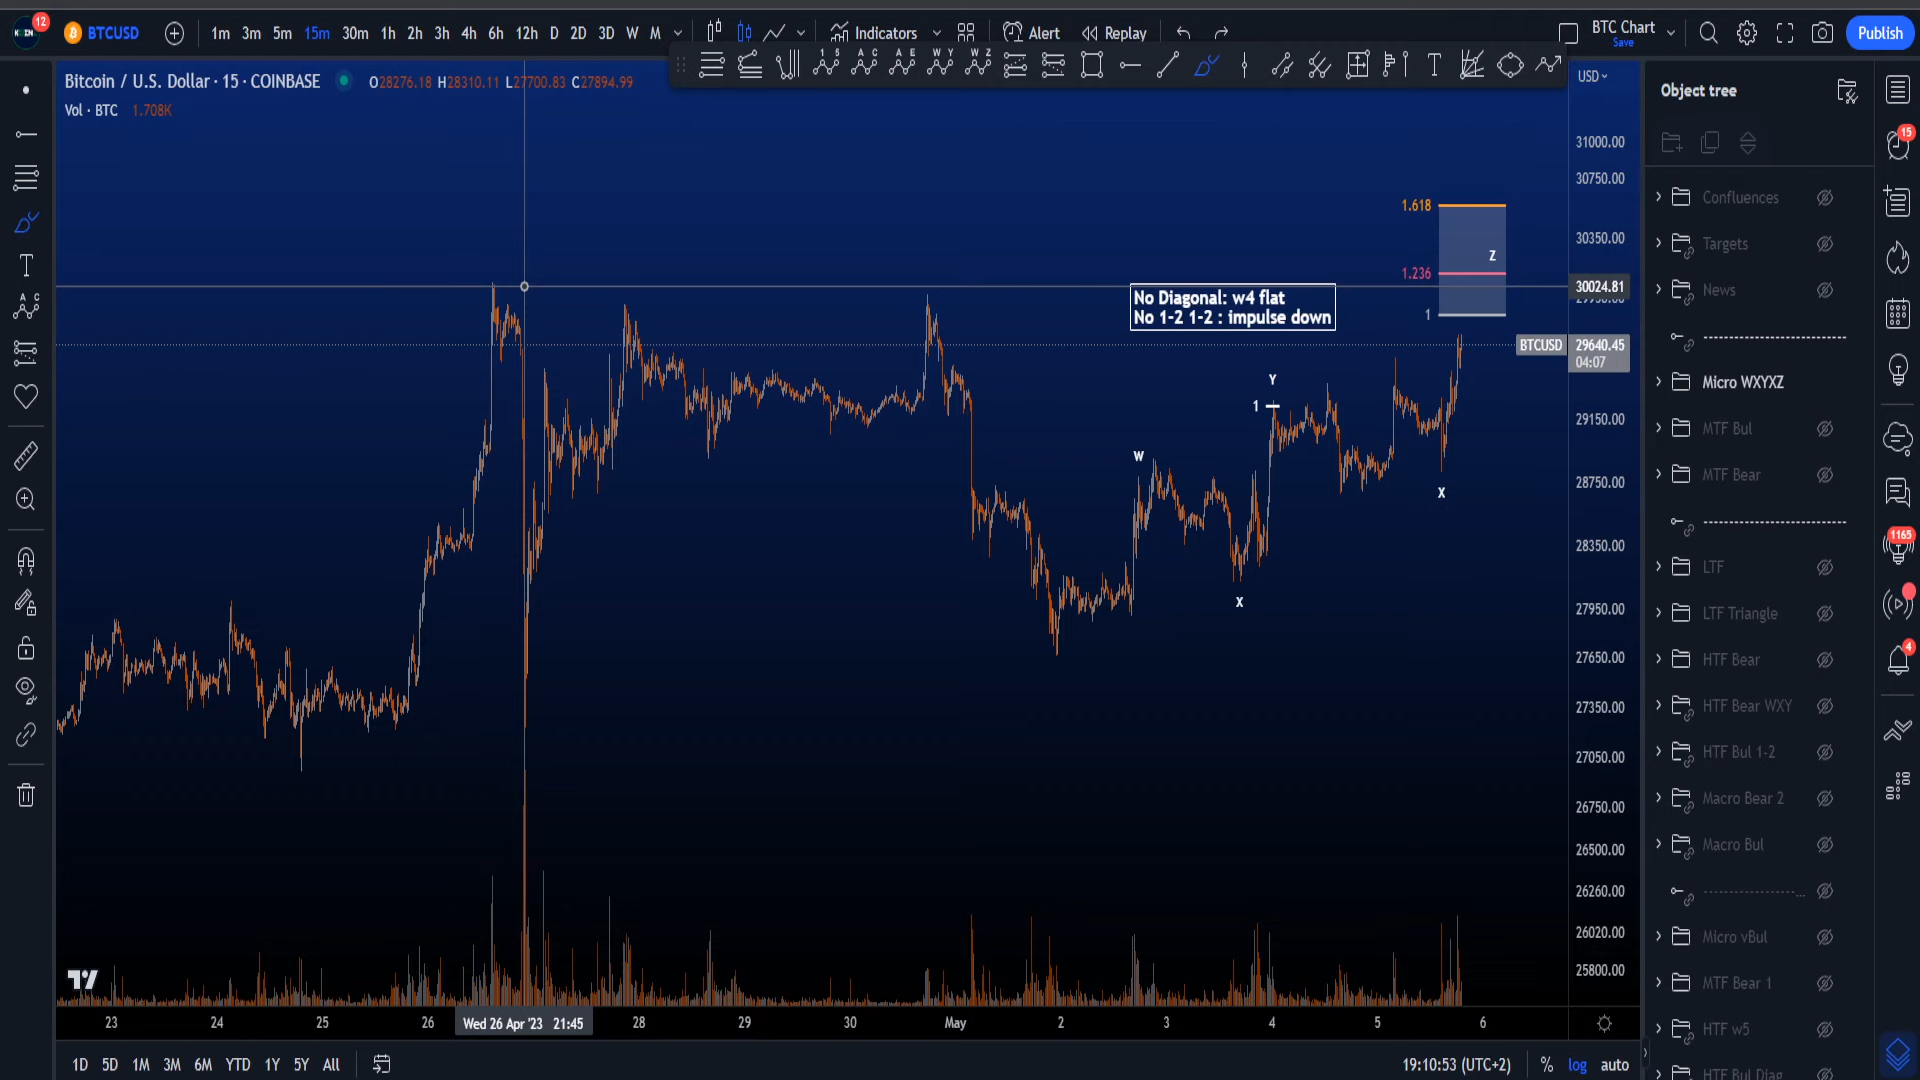 12
BTCUSD
1m 3m 5m 15m 30m 1h 2h 3h 4h 6h 12h D 2D 3D W M
Indicators
Alert
Replay
BTC Chart
Save
Publish
Bitcoin / U.S. Dollar · 15 · COINBASE
O28276.18 H28310.11 L27700.83 C27894.99
Vol · BTC 1.708K
USD
31000.00
30750.00
30350.00
30024.81
BTCUSD 29640.45
04:07
29150.00
28750.00
28350.00
27950.00
27650.00
27350.00
27050.00
26750.00
26500.00
26260.00
26020.00
25800.00
1.618
Z
1.236
1
No Diagonal: w4 flat
No 1-2 1-2 : impulse down
Y
1
W
X
X
23 24 25 26 Wed 26 Apr '23 21:45 28 29 30 May 2 3 4 5 6
1D 5D 1M 3M 6M YTD 1Y 5Y All
19:10:53 (UTC+2) % log auto
Object tree
Confluences
Targets
News
Micro WXYXZ
MTF Bul
MTF Bear
LTF
LTF Triangle
HTF Bear
HTF Bear WXY
HTF Bul 1-2
Macro Bear 2
Macro Bul
Micro vBul
MTF Bear 1
HTF w5
HTF Bul Diag
15
1165
4